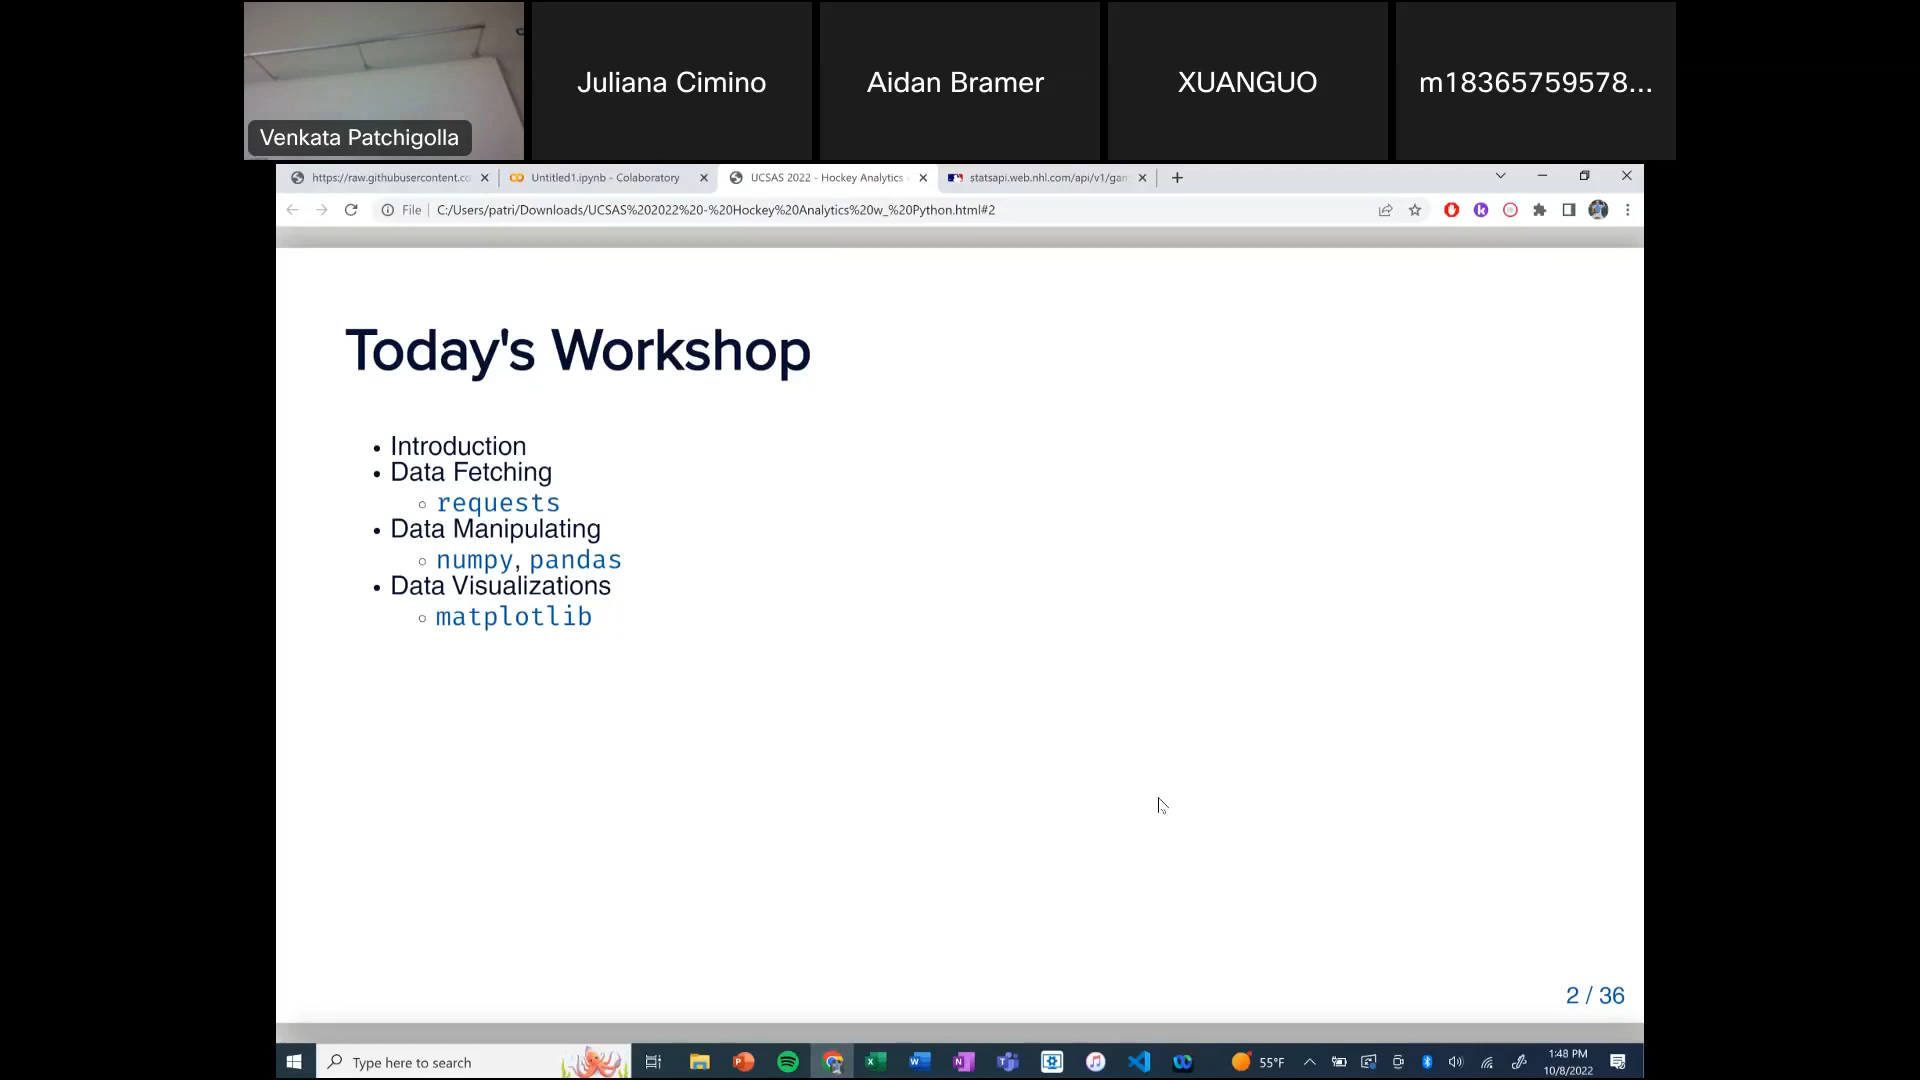 Venkata Patchigolla
Juliana Cimino
Aidan Bramer
XUANGUO
m18365759578...
https://raw.githubusercontent.co
Untitled1.ipynb - Colaboratory
UCSAS 2022 - Hockey Analytics
statsapi.web.nhl.com/api/v1/gam
File
C:/Users/patri/Downloads/UCSAS%202022%20-%20Hockey%20Analytics%20w_%20Python.html#2
Today's Workshop
• Introduction
• Data Fetching
◦ requests
• Data Manipulating
◦ numpy, pandas
• Data Visualizations
◦ matplotlib
2 / 36
Type here to search
55°F
1:48 PM
10/8/2022